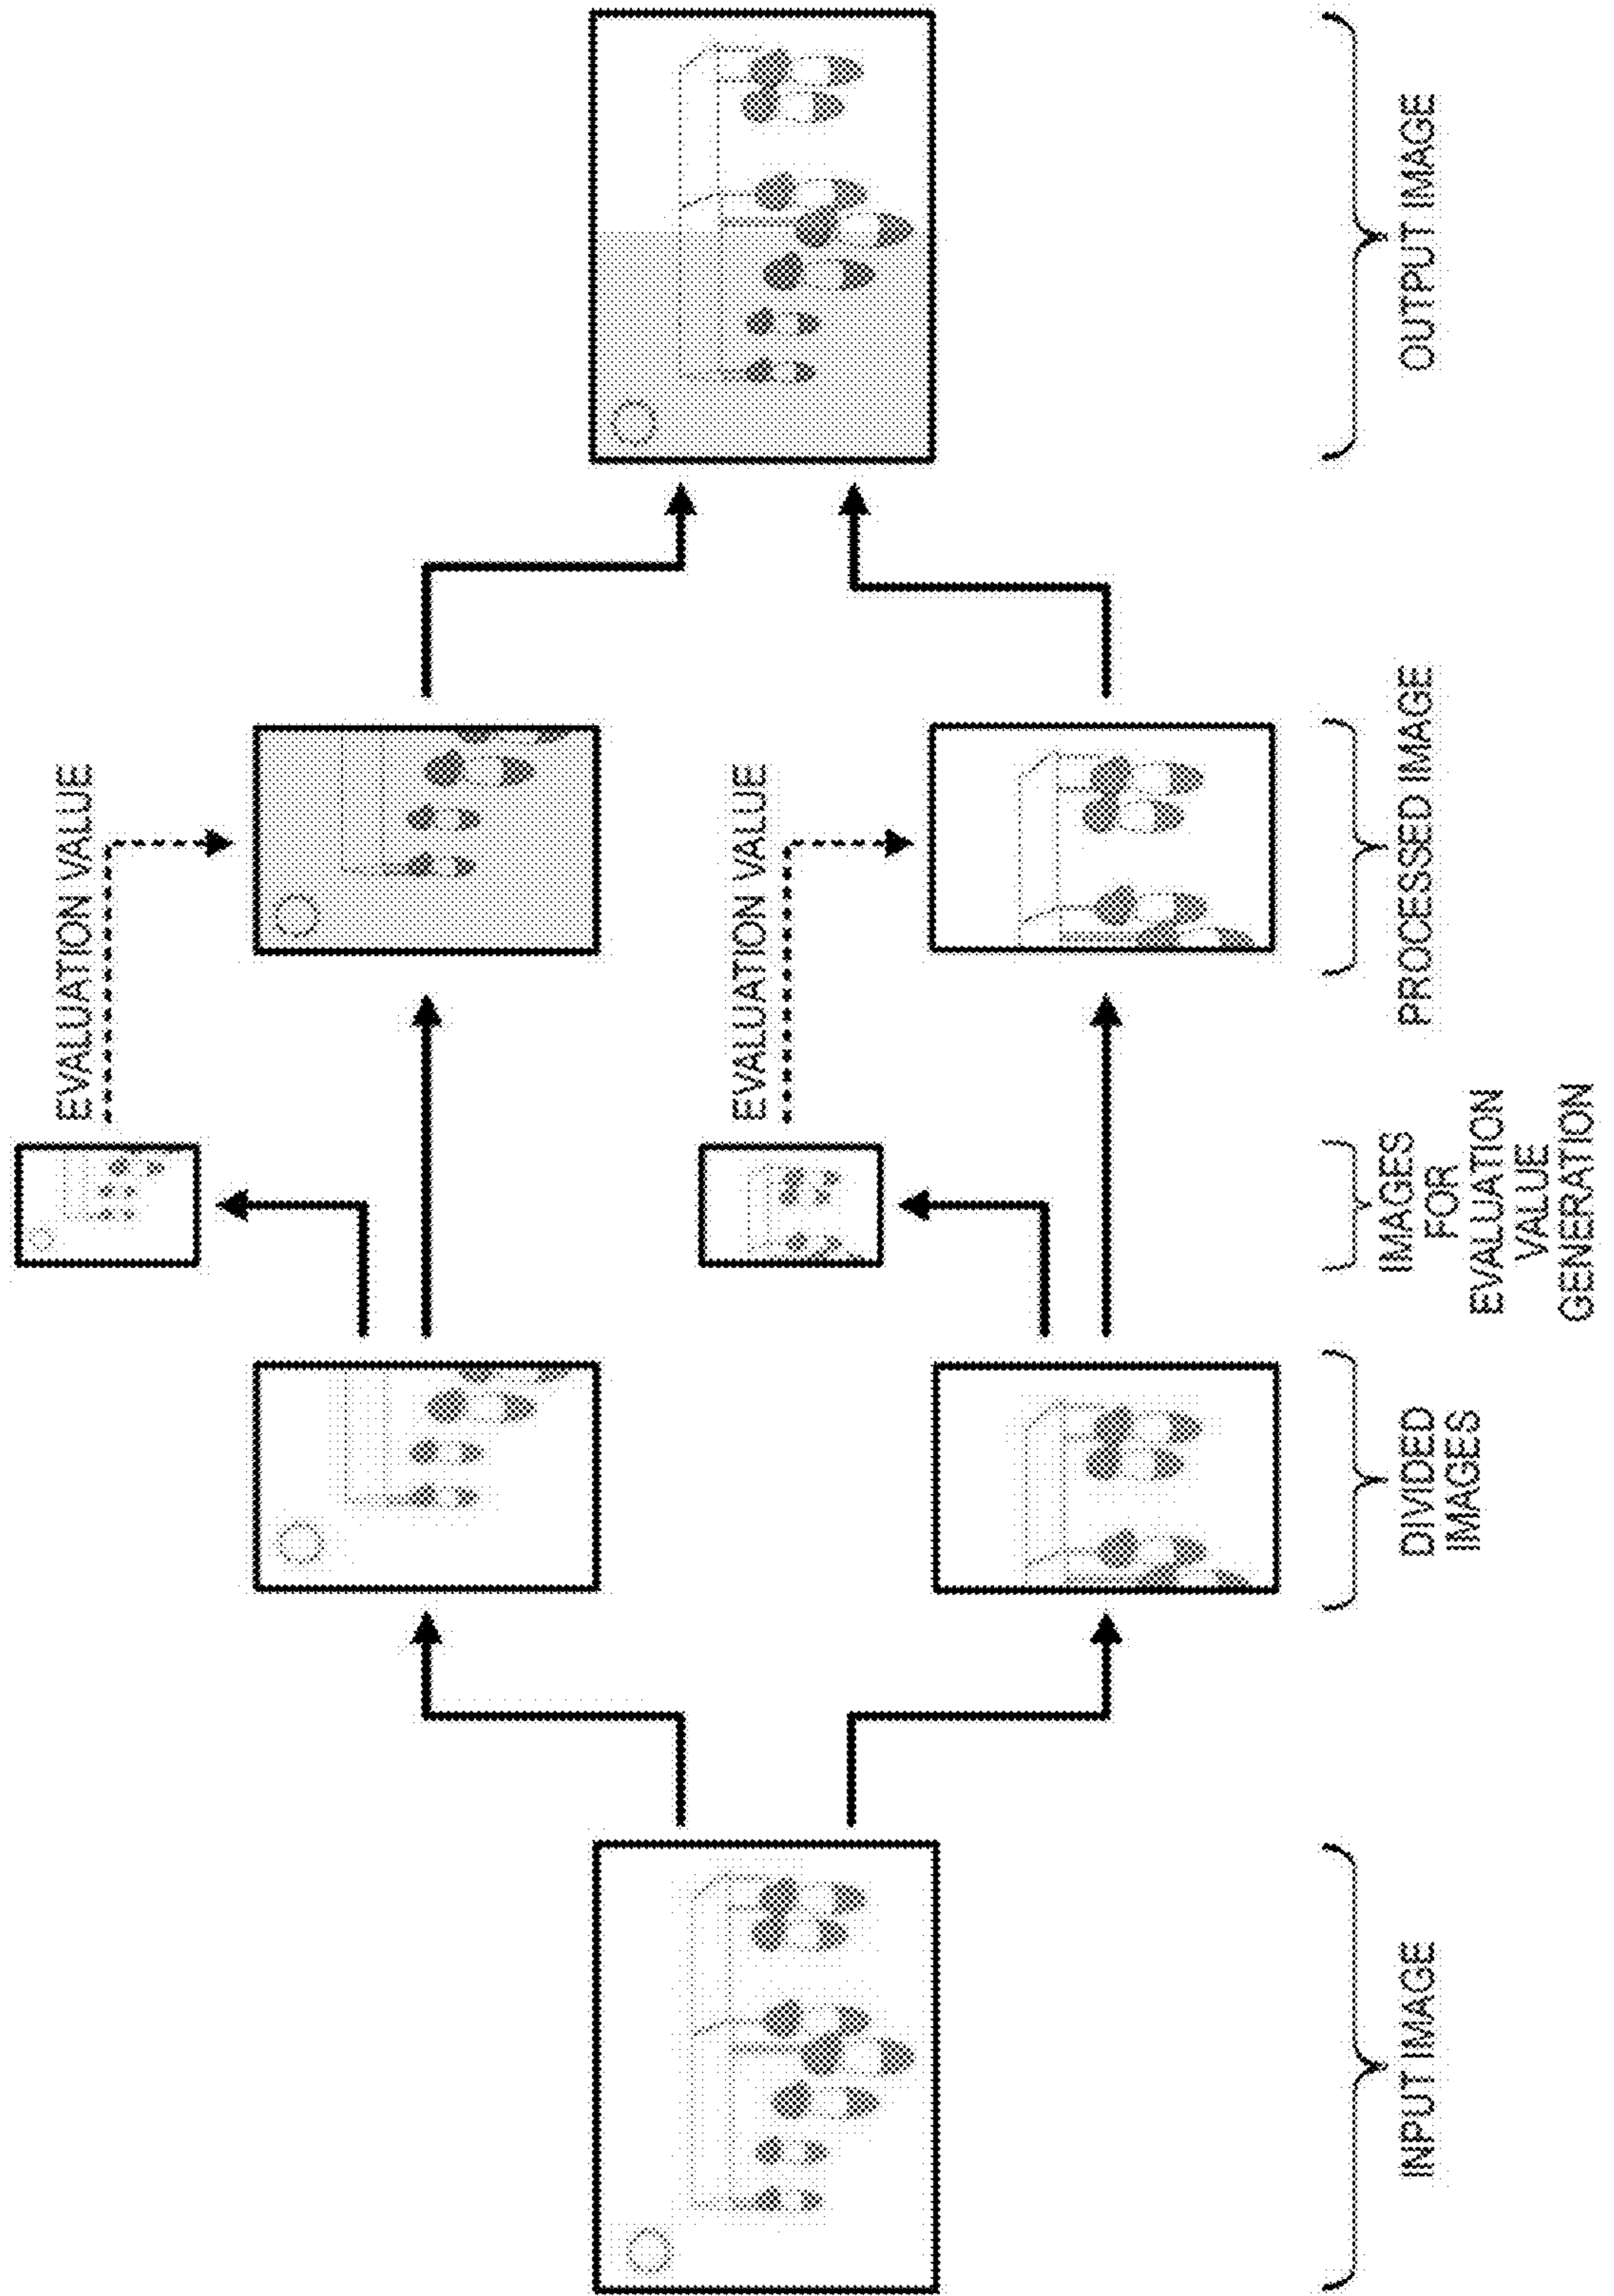 EVALUATION VALUE
EVALUATION VALUE
INPUT IMAGE
DIVIDED
IMAGES
IMAGES
FOR
EVALUATION
VALUE
GENERATION
PROCESSED IMAGE
OUTPUT IMAGE